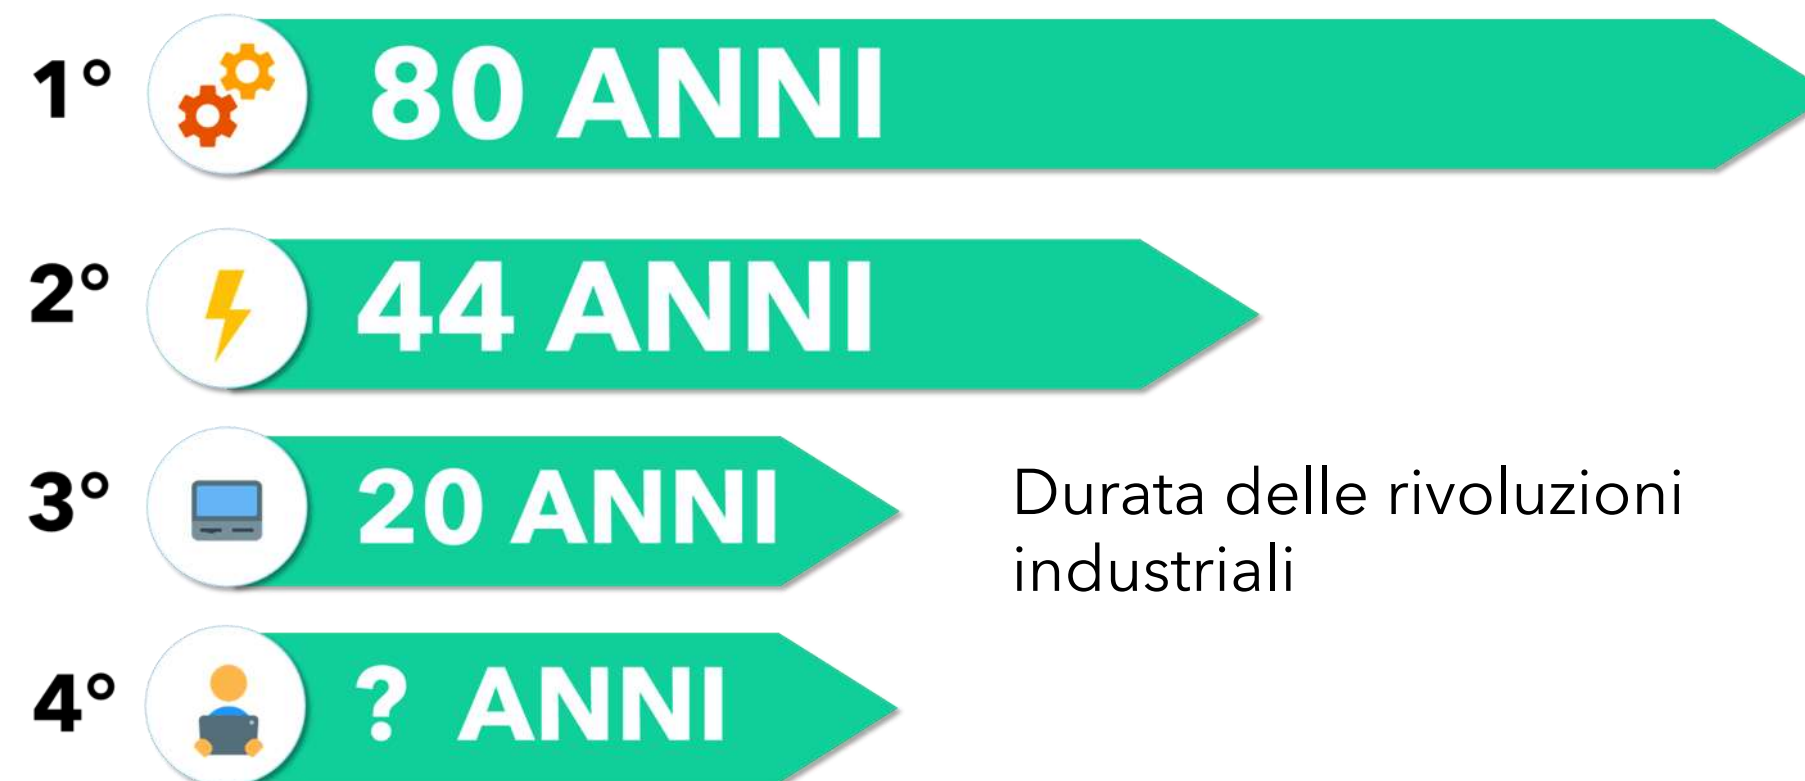 1° 80 ANNI
2° 44 ANNI
3° 20 ANNI
Durata delle rivoluzioni
industriali
4° ? ANNI